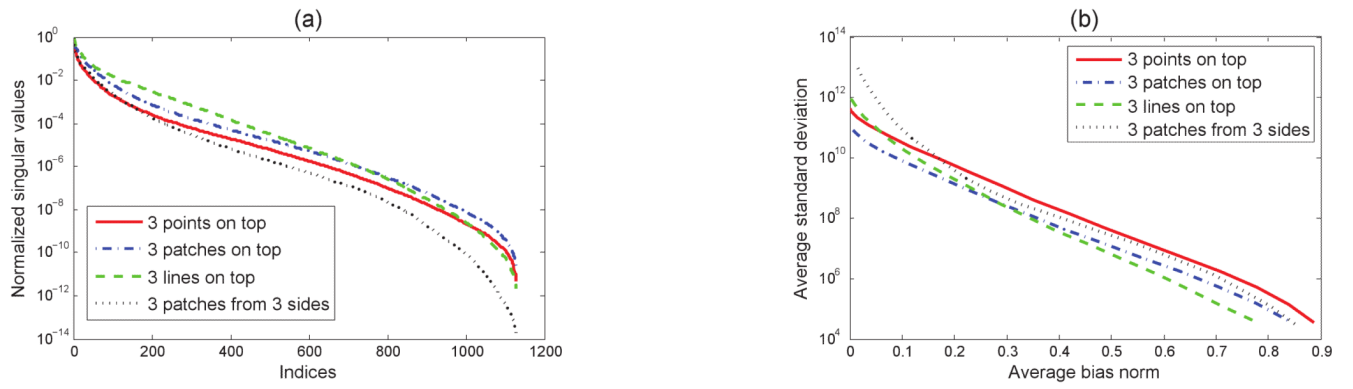 (a)
Normalized singular values
10^0
10^-2
10^-4
10^-6
10^-8
10^-10
10^-12
10^-14
3 points on top
3 patches on top
3 lines on top
3 patches from 3 sides
0 200 400 600 800 1000 1200
Indices
(b)
Average standard deviation
10^14
10^12
10^10
10^8
10^6
10^4
3 points on top
3 patches on top
3 lines on top
3 patches from 3 sides
0 0.1 0.2 0.3 0.4 0.5 0.6 0.7 0.8 0.9
Average bias norm